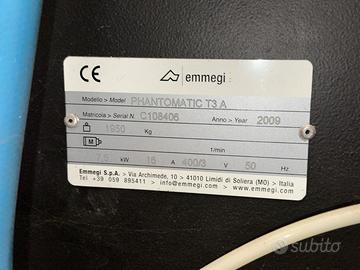 CE emmegi
Modello > Model PHANTOMATIC T3 A
Matricola > Serial N. C108406 Anno > Year 2009
1950 Kg
M 1/min
7,5 kW 15 A 400/3 V 50 Hz
Emmegi S.p.A. > Via Archimede, 10 > 41010 Limidi di Soliera (MO) > Italia
Tel +39 059 895411 > info@emmegi.com > www.emmegi.com
subito